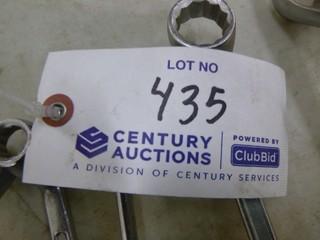 LOT NO
435
CENTURY
AUCTIONS
POWERED BY
ClubBid
A DIVISION OF CENTURY SERVICES